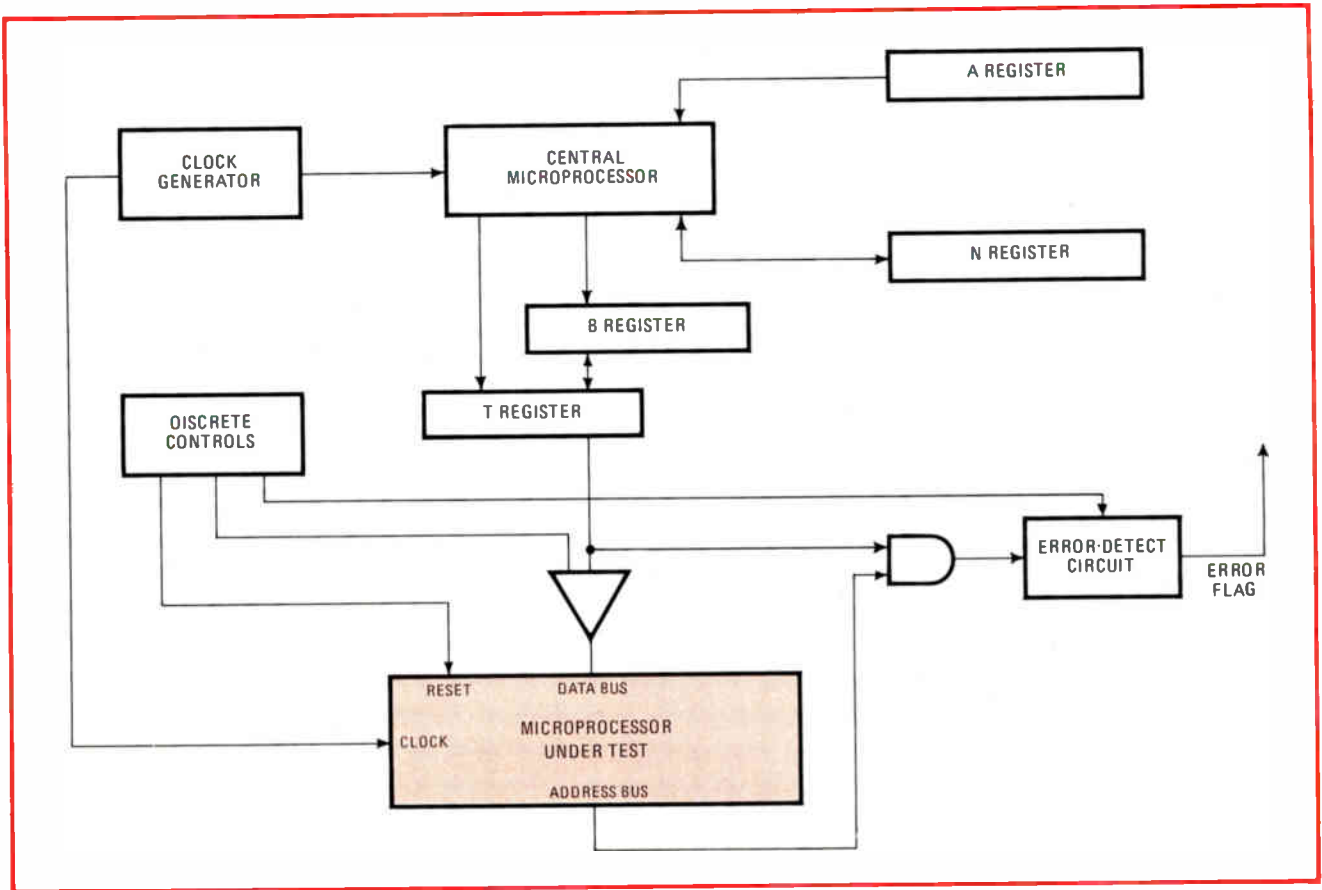 A REGISTER
CLOCK
GENERATOR
CENTRAL
MICROPROCESSOR
N REGISTER
B REGISTER
T REGISTER
OISCRETE
CONTROLS
ERROR-DETECT
CIRCUIT
ERROR
FLAG
RESET
DATA BUS
MICROPROCESSOR
UNDER TEST
CLOCK
ADDRESS BUS